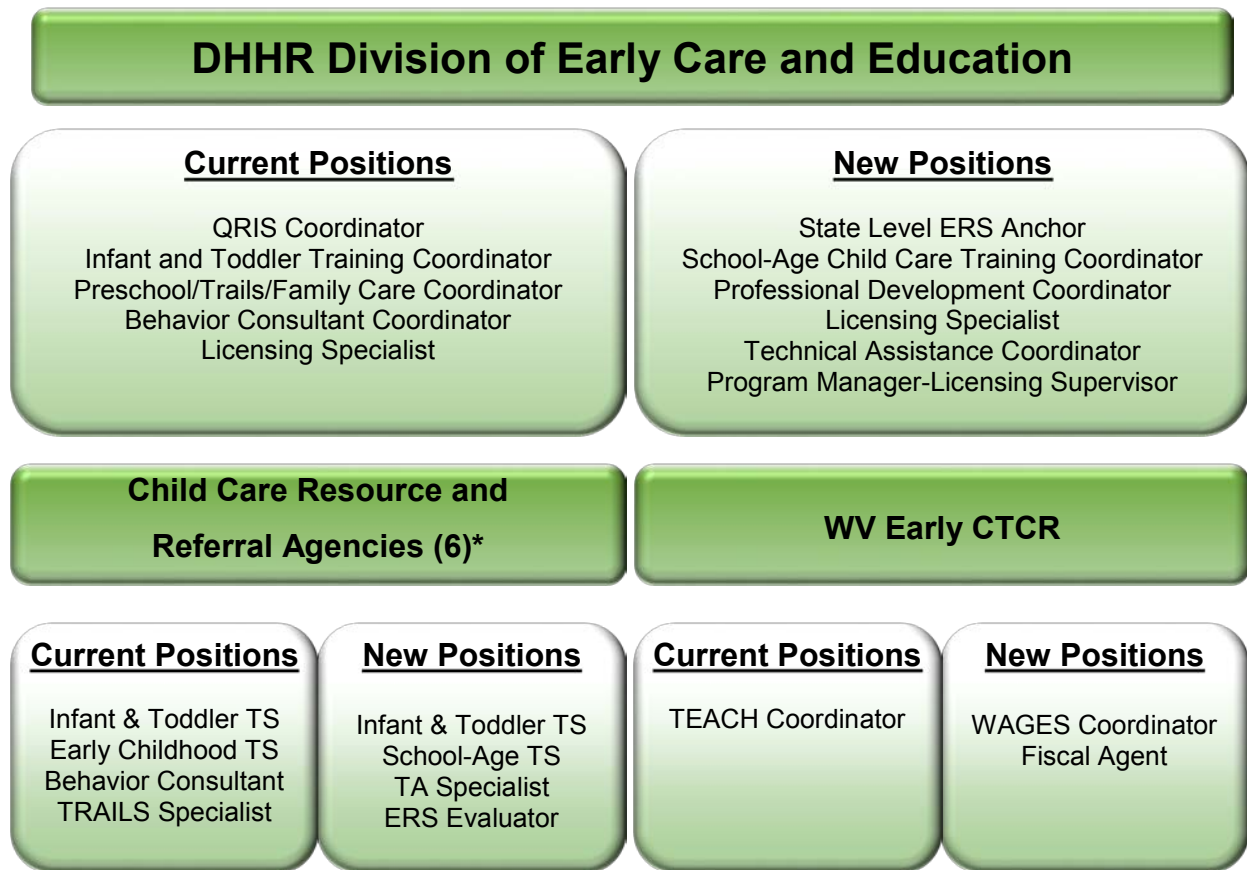 DHHR Division of Early Care and Education
Current Positions
QRIS Coordinator
Infant and Toddler Training Coordinator
Preschool/Trails/Family Care Coordinator
Behavior Consultant Coordinator
Licensing Specialist
New Positions
State Level ERS Anchor
School-Age Child Care Training Coordinator
Professional Development Coordinator
Licensing Specialist
Technical Assistance Coordinator
Program Manager-Licensing Supervisor
Child Care Resource and
Referral Agencies (6)*
WV Early CTCR
Current Positions
Infant & Toddler TS
Early Childhood TS
Behavior Consultant
TRAILS Specialist
New Positions
Infant & Toddler TS
School-Age TS
TA Specialist
ERS Evaluator
Current Positions
TEACH Coordinator
New Positions
WAGES Coordinator
Fiscal Agent